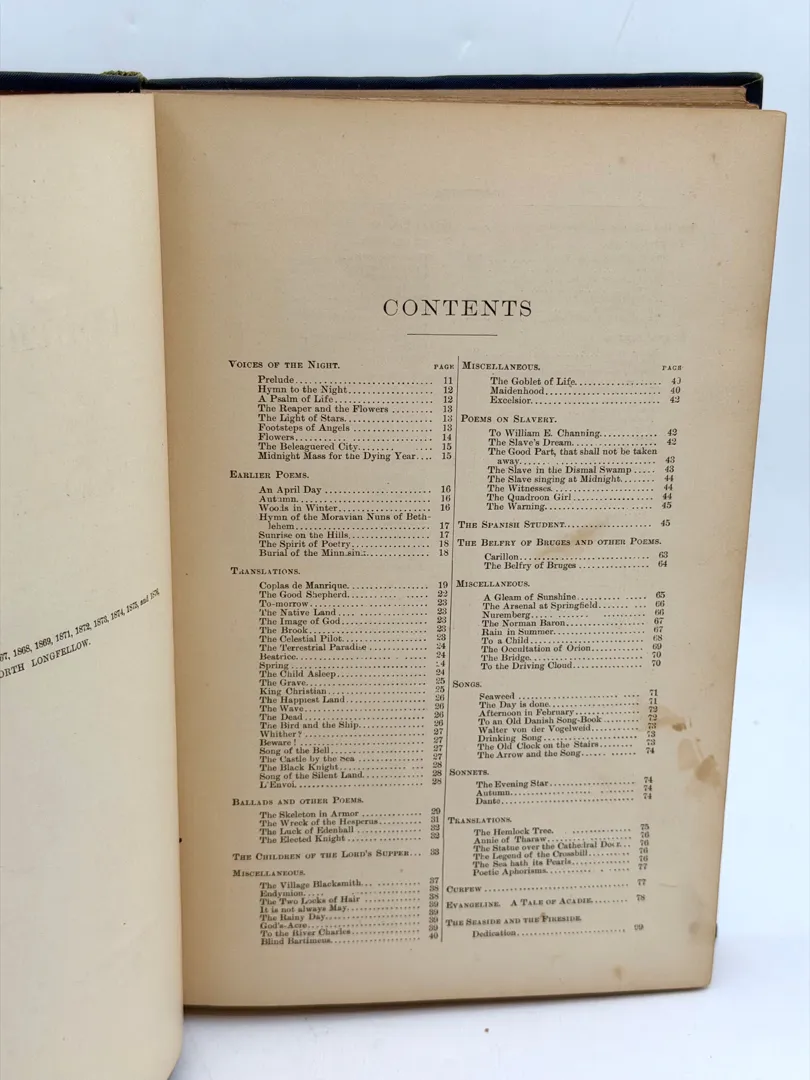 67, 1868, 1869, 1871, 1872, 1873, 1874, 1875, and 1876,
ORTH LONGFELLOW.
CONTENTS
VOICES OF THE NIGHT. PAGE
Prelude.............................. 11
Hymn to the Night.................. 12
A Psalm of Life..................... 12
The Reaper and the Flowers ......... 13
The Light of Stars................... 13
Footsteps of Angels ................. 13
Flowers.............................. 14
The Beleaguered City................ 15
Midnight Mass for the Dying Year.... 15
EARLIER POEMS.
An April Day ....................... 16
Autumn.............................. 16
Woods in Winter..................... 16
Hymn of the Moravian Nuns of Beth-
lehem............................. 17
Sunrise on the Hills................. 17
The Spirit of Poetry................. 18
Burial of the Minnisink.............. 18
TRANSLATIONS.
Coplas de Manrique.................. 19
The Good Shepherd.................. 22
To-morrow.......................... 23
The Native Land .................... 23
The Image of God................... 23
The Brook........................... 23
The Celestial Pilot................... 23
The Terrestrial Paradise ............. 24
Beatrice............................. 24
Spring .............................. 24
The Child Asleep.................... 24
The Grave........................... 25
King Christian....................... 25
The Happiest Land .................. 26
The Wave........................... 26
The Dead ........................... 26
The Bird and the Ship............... 26
Whither? ........................... 27
Beware! ............................ 27
Song of the Bell..................... 27
The Castle by the Sea ............... 27
The Black Knight.................... 28
Song of the Silent Land.............. 28
L'Envoi.............................. 28
BALLADS AND OTHER POEMS.
The Skeleton in Armor .............. 29
The Wreck of the Hesperus.......... 31
The Luck of Edenhall ............... 32
The Elected Knight ................. 32
THE CHILDREN OF THE LORD'S SUPPER... 33
MISCELLANEOUS.
The Village Blacksmith.............. 37
Endymion........................... 38
The Two Locks of Hair .............. 38
It is not always May................. 39
The Rainy Day...................... 39
God's-Acre.......................... 39
To the River Charles................. 39
Blind Bartimeus..................... 40
MISCELLANEOUS. PAGE
The Goblet of Life................... 40
Maidenhood......................... 40
Excelsior............................ 42
POEMS ON SLAVERY.
To William E. Channing............. 42
The Slave's Dream................... 42
The Good Part, that shall not be taken
away............................... 43
The Slave in the Dismal Swamp ..... 43
The Slave singing at Midnight........ 44
The Witnesses....................... 44
The Quadroon Girl .................. 44
The Warning........................ 45
THE SPANISH STUDENT................... 45
THE BELFRY OF BRUGES AND OTHER POEMS.
Carillon............................. 63
The Belfry of Bruges ................ 64
MISCELLANEOUS.
A Gleam of Sunshine................. 65
The Arsenal at Springfield........... 66
Nuremberg.......................... 66
The Norman Baron.................. 67
Rain in Summer..................... 67
To a Child........................... 68
The Occultation of Orion............. 69
The Bridge.......................... 70
To the Driving Cloud................ 70
SONGS.
Seaweed ............................ 71
The Day is done..................... 71
Afternoon in February............... 72
To an Old Danish Song-Book ........ 72
Walter von der Vogelweid............ 73
Drinking Song....................... 73
The Old Clock on the Stairs.......... 73
The Arrow and the Song............. 74
SONNETS.
The Evening Star.................... 74
Autumn............................. 74
Dante............................... 74
TRANSLATIONS.
The Hemlock Tree................... 75
Annie of Tharaw..................... 76
The Statue over the Cathedral Door... 76
The Legend of the Crossbill.......... 76
The Sea hath its Pearls............... 76
Poetic Aphorisms.................... 77
CURFEW ............................... 77
EVANGELINE. A TALE OF ACADIE......... 78
THE SEASIDE AND THE FIRESIDE.
Dedication........................... 99